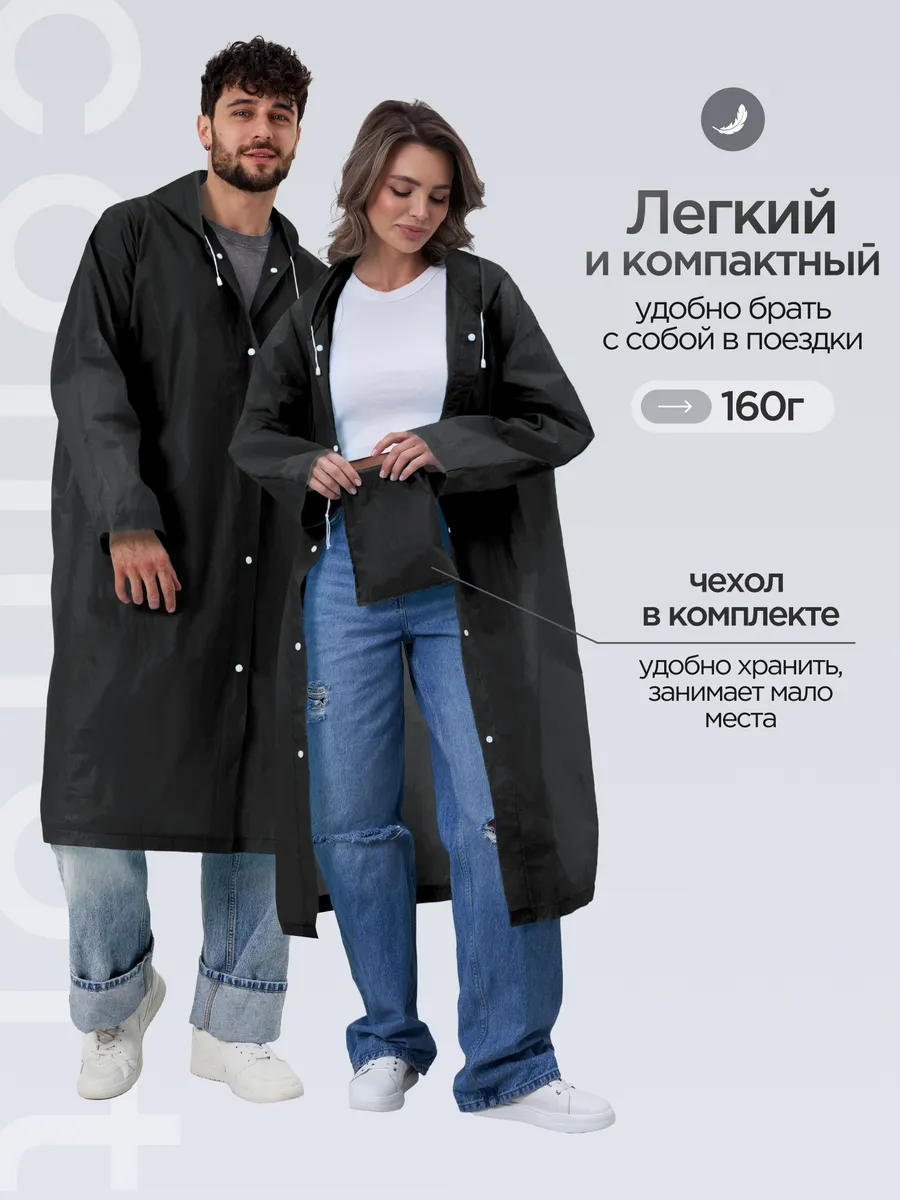 Легкий
и компактный
удобно брать
с собой в поездки
160г
чехол
в комплекте
удобно хранить,
занимает мало
места